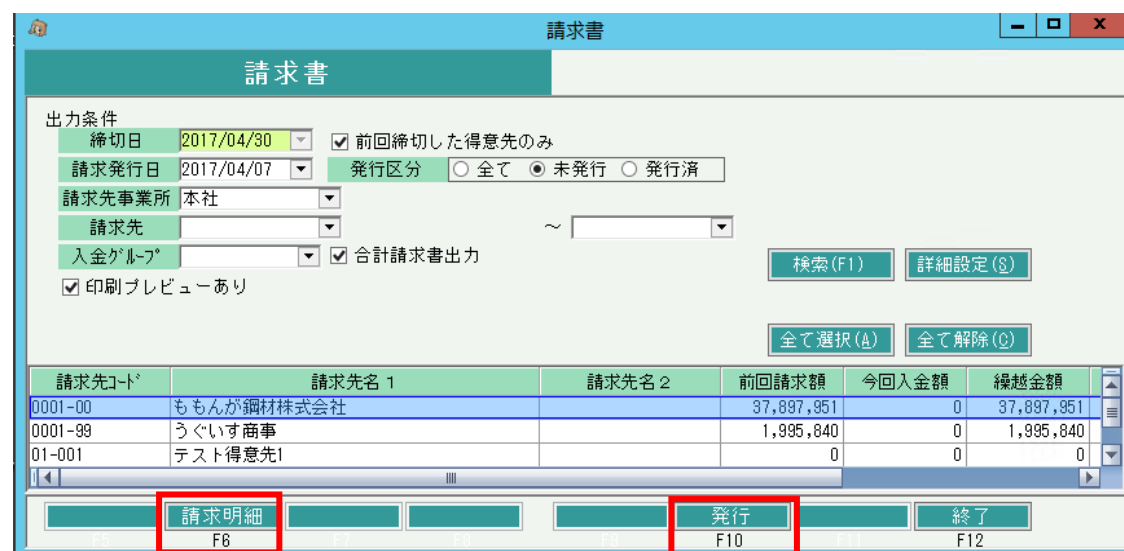 請求書
請求書
出力条件
締切日 2017/04/30 前回締切した得意先のみ
請求発行日 2017/04/07 発行区分 全て 未発行 発行済
請求先事業所 本社
請求先 ～
入金ｸﾞﾙｰﾌﾟ 合計請求書出力
検索(F1) 詳細設定(S)
印刷プレビューあり
全て選択(A) 全て解除(C)
請求先ｺｰﾄﾞ 請求先名１ 請求先名２ 前回請求額 今回入金額 繰越金額
0001-00 ももんが鋼材株式会社 37,897,951 0 37,897,951
0001-99 うぐいす商事 1,995,840 0 1,995,840
01-001 テスト得意先1 0 0 0
請求明細 発行 終了
F5 F6 F7 F8 F9 F10 F11 F12